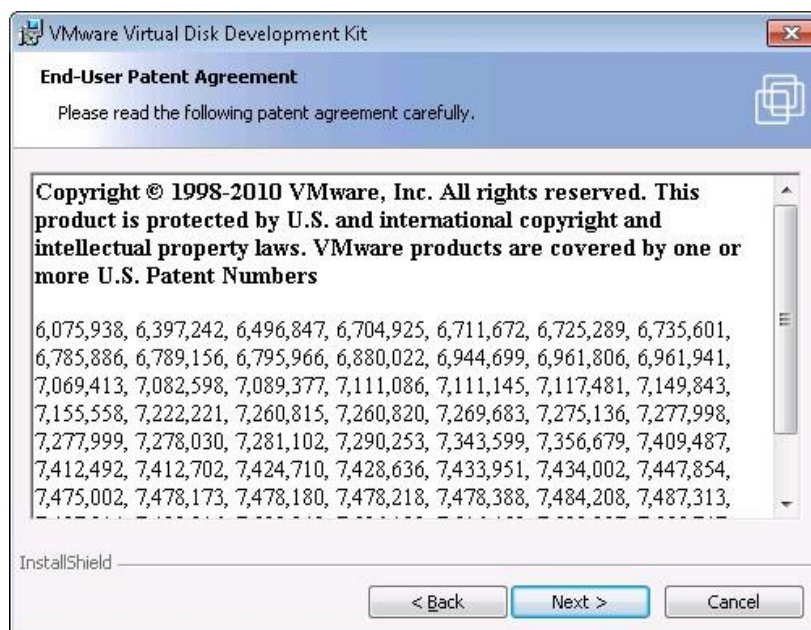 VMware Virtual Disk Development Kit
End-User Patent Agreement
Please read the following patent agreement carefully.
Copyright © 1998-2010 VMware, Inc. All rights reserved. This
product is protected by U.S. and international copyright and
intellectual property laws. VMware products are covered by one or
more U.S. Patent Numbers
6,075,938, 6,397,242, 6,496,847, 6,704,925, 6,711,672, 6,725,289, 6,735,601,
6,785,886, 6,789,156, 6,795,966, 6,880,022, 6,944,699, 6,961,806, 6,961,941,
7,069,413, 7,082,598, 7,089,377, 7,111,086, 7,111,145, 7,117,481, 7,149,843,
7,155,558, 7,222,221, 7,260,815, 7,260,820, 7,269,683, 7,275,136, 7,277,998,
7,277,999, 7,278,030, 7,281,102, 7,290,253, 7,343,599, 7,356,679, 7,409,487,
7,412,492, 7,412,702, 7,424,710, 7,428,636, 7,433,951, 7,434,002, 7,447,854,
7,475,002, 7,478,173, 7,478,180, 7,478,218, 7,478,388, 7,484,208, 7,487,313,
InstallShield
< Back
Next >
Cancel